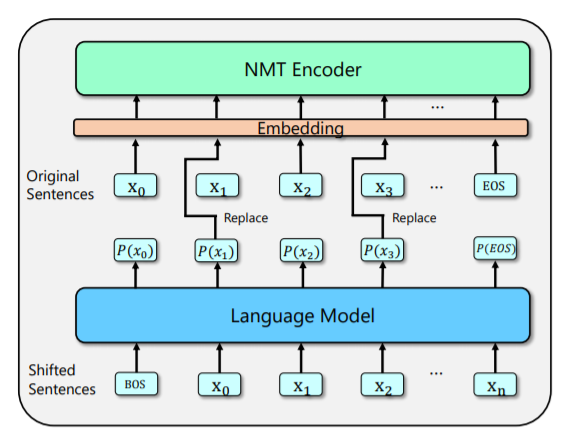 NMT Encoder
...
Embedding
Original
Sentences
x0 x1 x2 x3 ... EOS
Replace Replace
P(x0) P(x1) P(x2) P(x3) P(EOS)
Language Model
Shifted
Sentences
BOS x0 x1 x2 ... xn